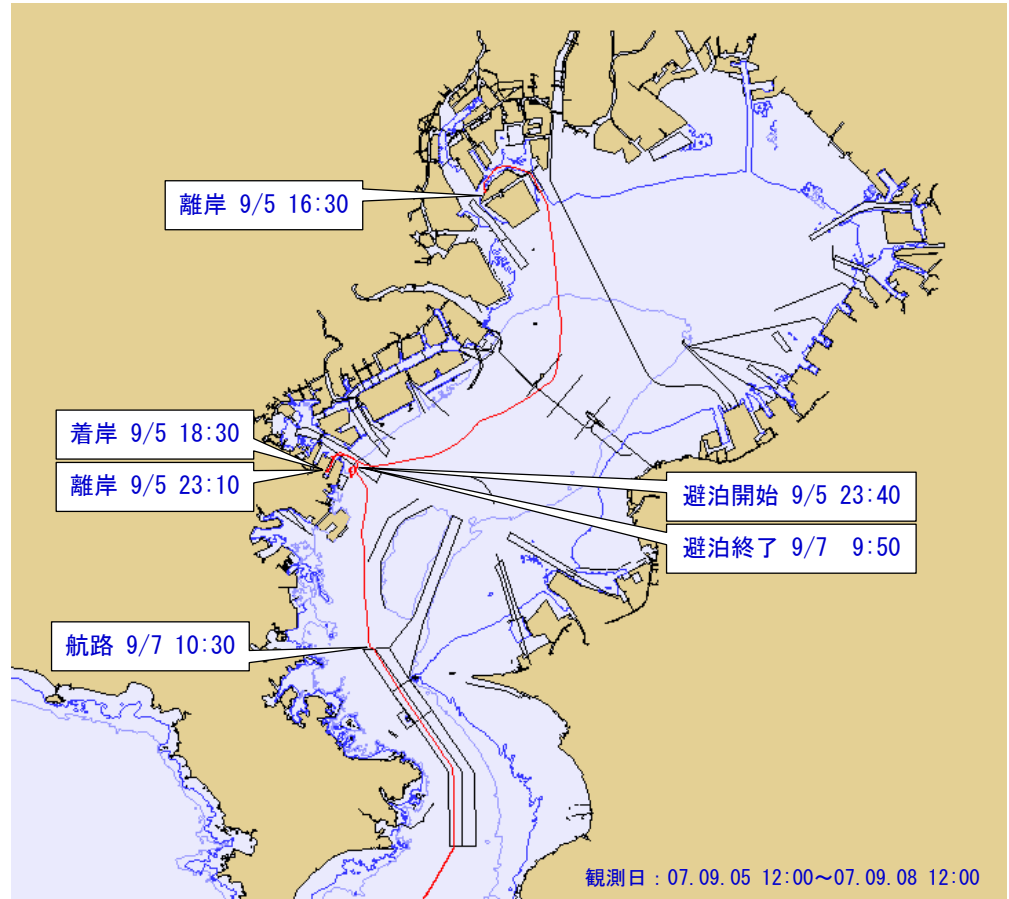 離岸 9/5 16:30
着岸 9/5 18:30
離岸 9/5 23:10
避泊開始 9/5 23:40
避泊終了 9/7 9:50
航路 9/7 10:30
観測日：07.09.05 12:00～07.09.08 12:00